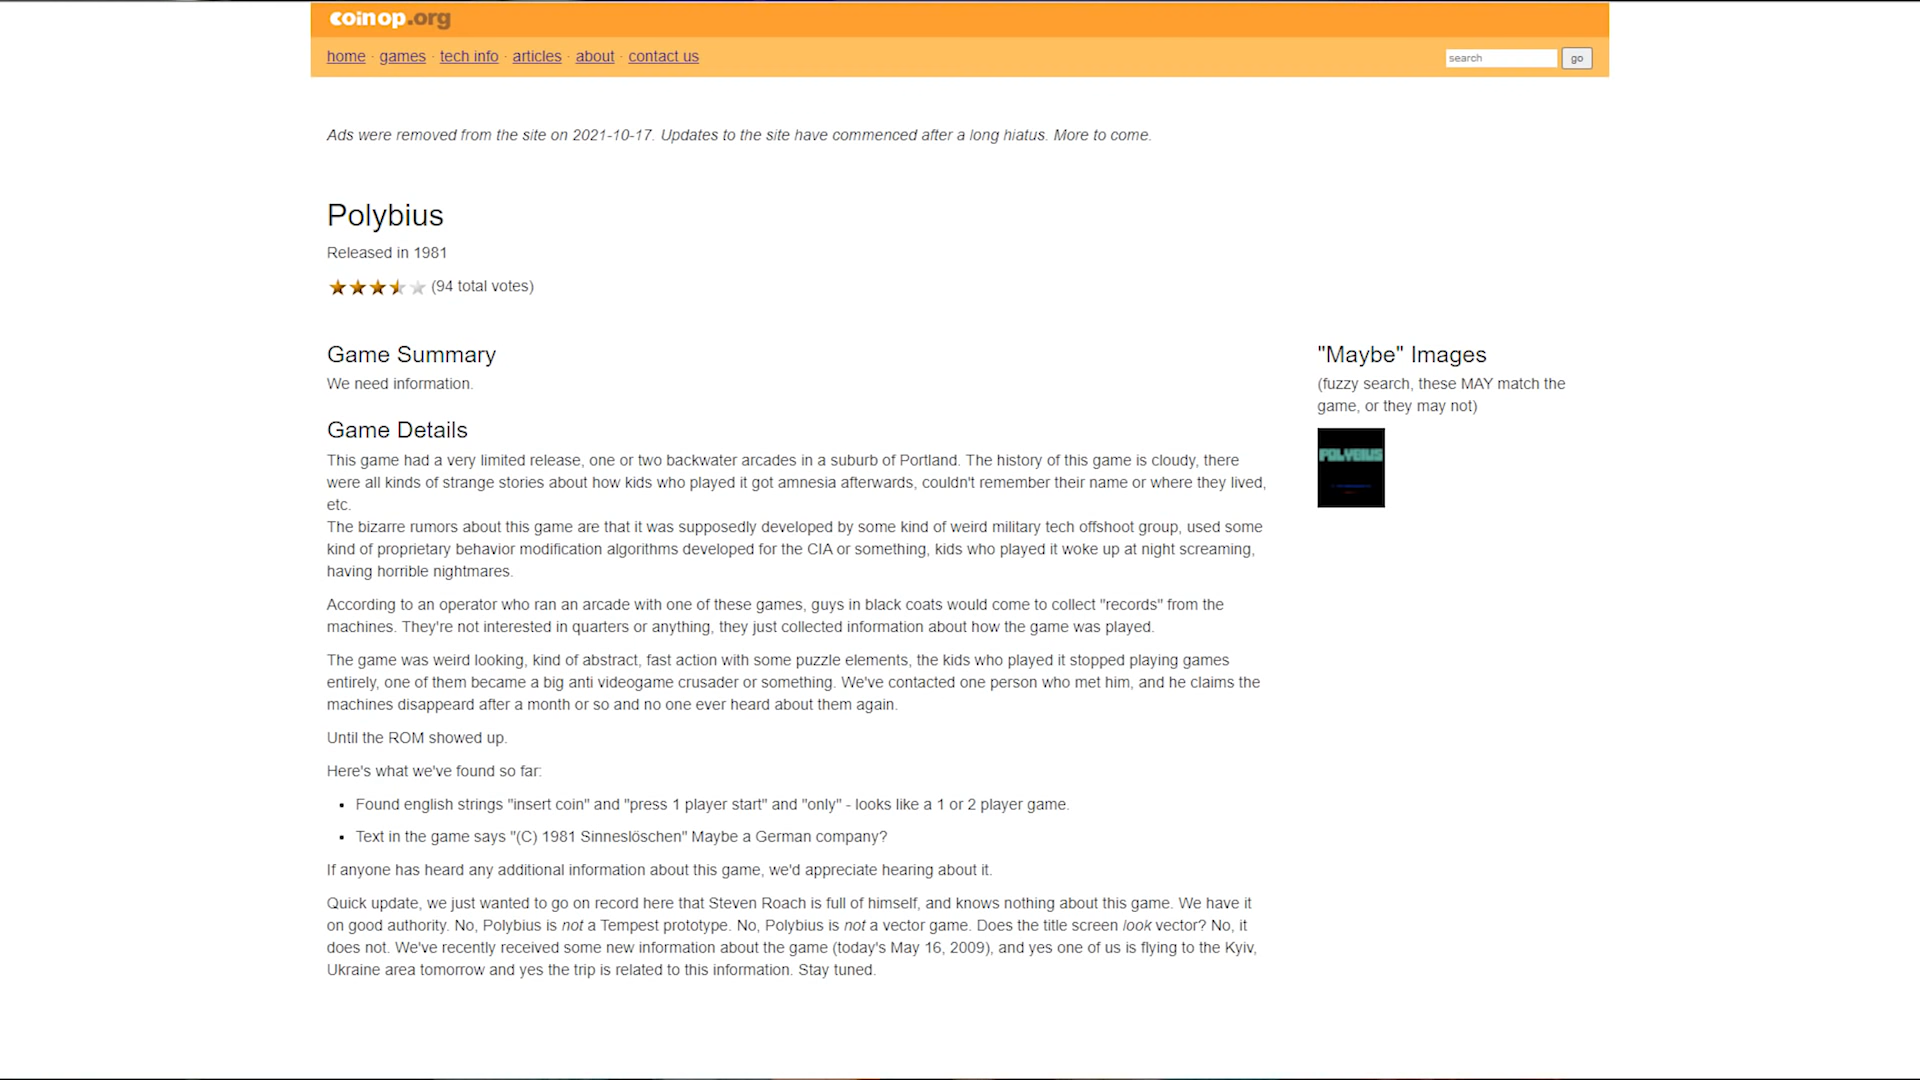 coinop.org
home · games · tech info · articles · about · contact us
search
go
Ads were removed from the site on 2021-10-17. Updates to the site have commenced after a long hiatus. More to come.
Polybius
Released in 1981
(94 total votes)
Game Summary
We need information.
Game Details
This game had a very limited release, one or two backwater arcades in a suburb of Portland. The history of this game is cloudy, there
were all kinds of strange stories about how kids who played it got amnesia afterwards, couldn't remember their name or where they lived,
etc.
The bizarre rumors about this game are that it was supposedly developed by some kind of weird military tech offshoot group, used some
kind of proprietary behavior modification algorithms developed for the CIA or something, kids who played it woke up at night screaming,
having horrible nightmares.
According to an operator who ran an arcade with one of these games, guys in black coats would come to collect "records" from the
machines. They're not interested in quarters or anything, they just collected information about how the game was played.
The game was weird looking, kind of abstract, fast action with some puzzle elements, the kids who played it stopped playing games
entirely, one of them became a big anti videogame crusader or something. We've contacted one person who met him, and he claims the
machines disappeard after a month or so and no one ever heard about them again.
Until the ROM showed up.
Here's what we've found so far:
• Found english strings "insert coin" and "press 1 player start" and "only" - looks like a 1 or 2 player game.
• Text in the game says "(C) 1981 Sinneslöschen" Maybe a German company?
If anyone has heard any additional information about this game, we'd appreciate hearing about it.
Quick update, we just wanted to go on record here that Steven Roach is full of himself, and knows nothing about this game. We have it
on good authority. No, Polybius is not a Tempest prototype. No, Polybius is not a vector game. Does the title screen look vector? No, it
does not. We've recently received some new information about the game (today's May 16, 2009), and yes one of us is flying to the Kyiv,
Ukraine area tomorrow and yes the trip is related to this information. Stay tuned.
"Maybe" Images
(fuzzy search, these MAY match the
game, or they may not)
POLYBIUS